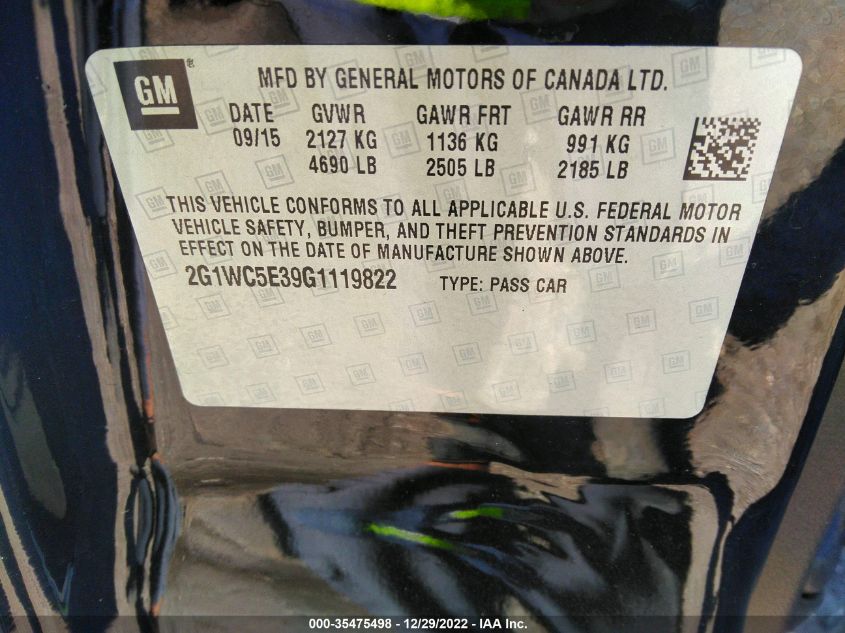 GM®
MFD BY GENERAL MOTORS OF CANADA LTD.
DATE GVWR GAWR FRT GAWR RR
09/15 2127 KG 1136 KG 991 KG
4690 LB 2505 LB 2185 LB
THIS VEHICLE CONFORMS TO ALL APPLICABLE U.S. FEDERAL MOTOR
VEHICLE SAFETY, BUMPER, AND THEFT PREVENTION STANDARDS IN
EFFECT ON THE DATE OF MANUFACTURE SHOWN ABOVE.
2G1WC5E39G1119822 TYPE: PASS CAR
000-35475498 - 12/29/2022 - IAA Inc.